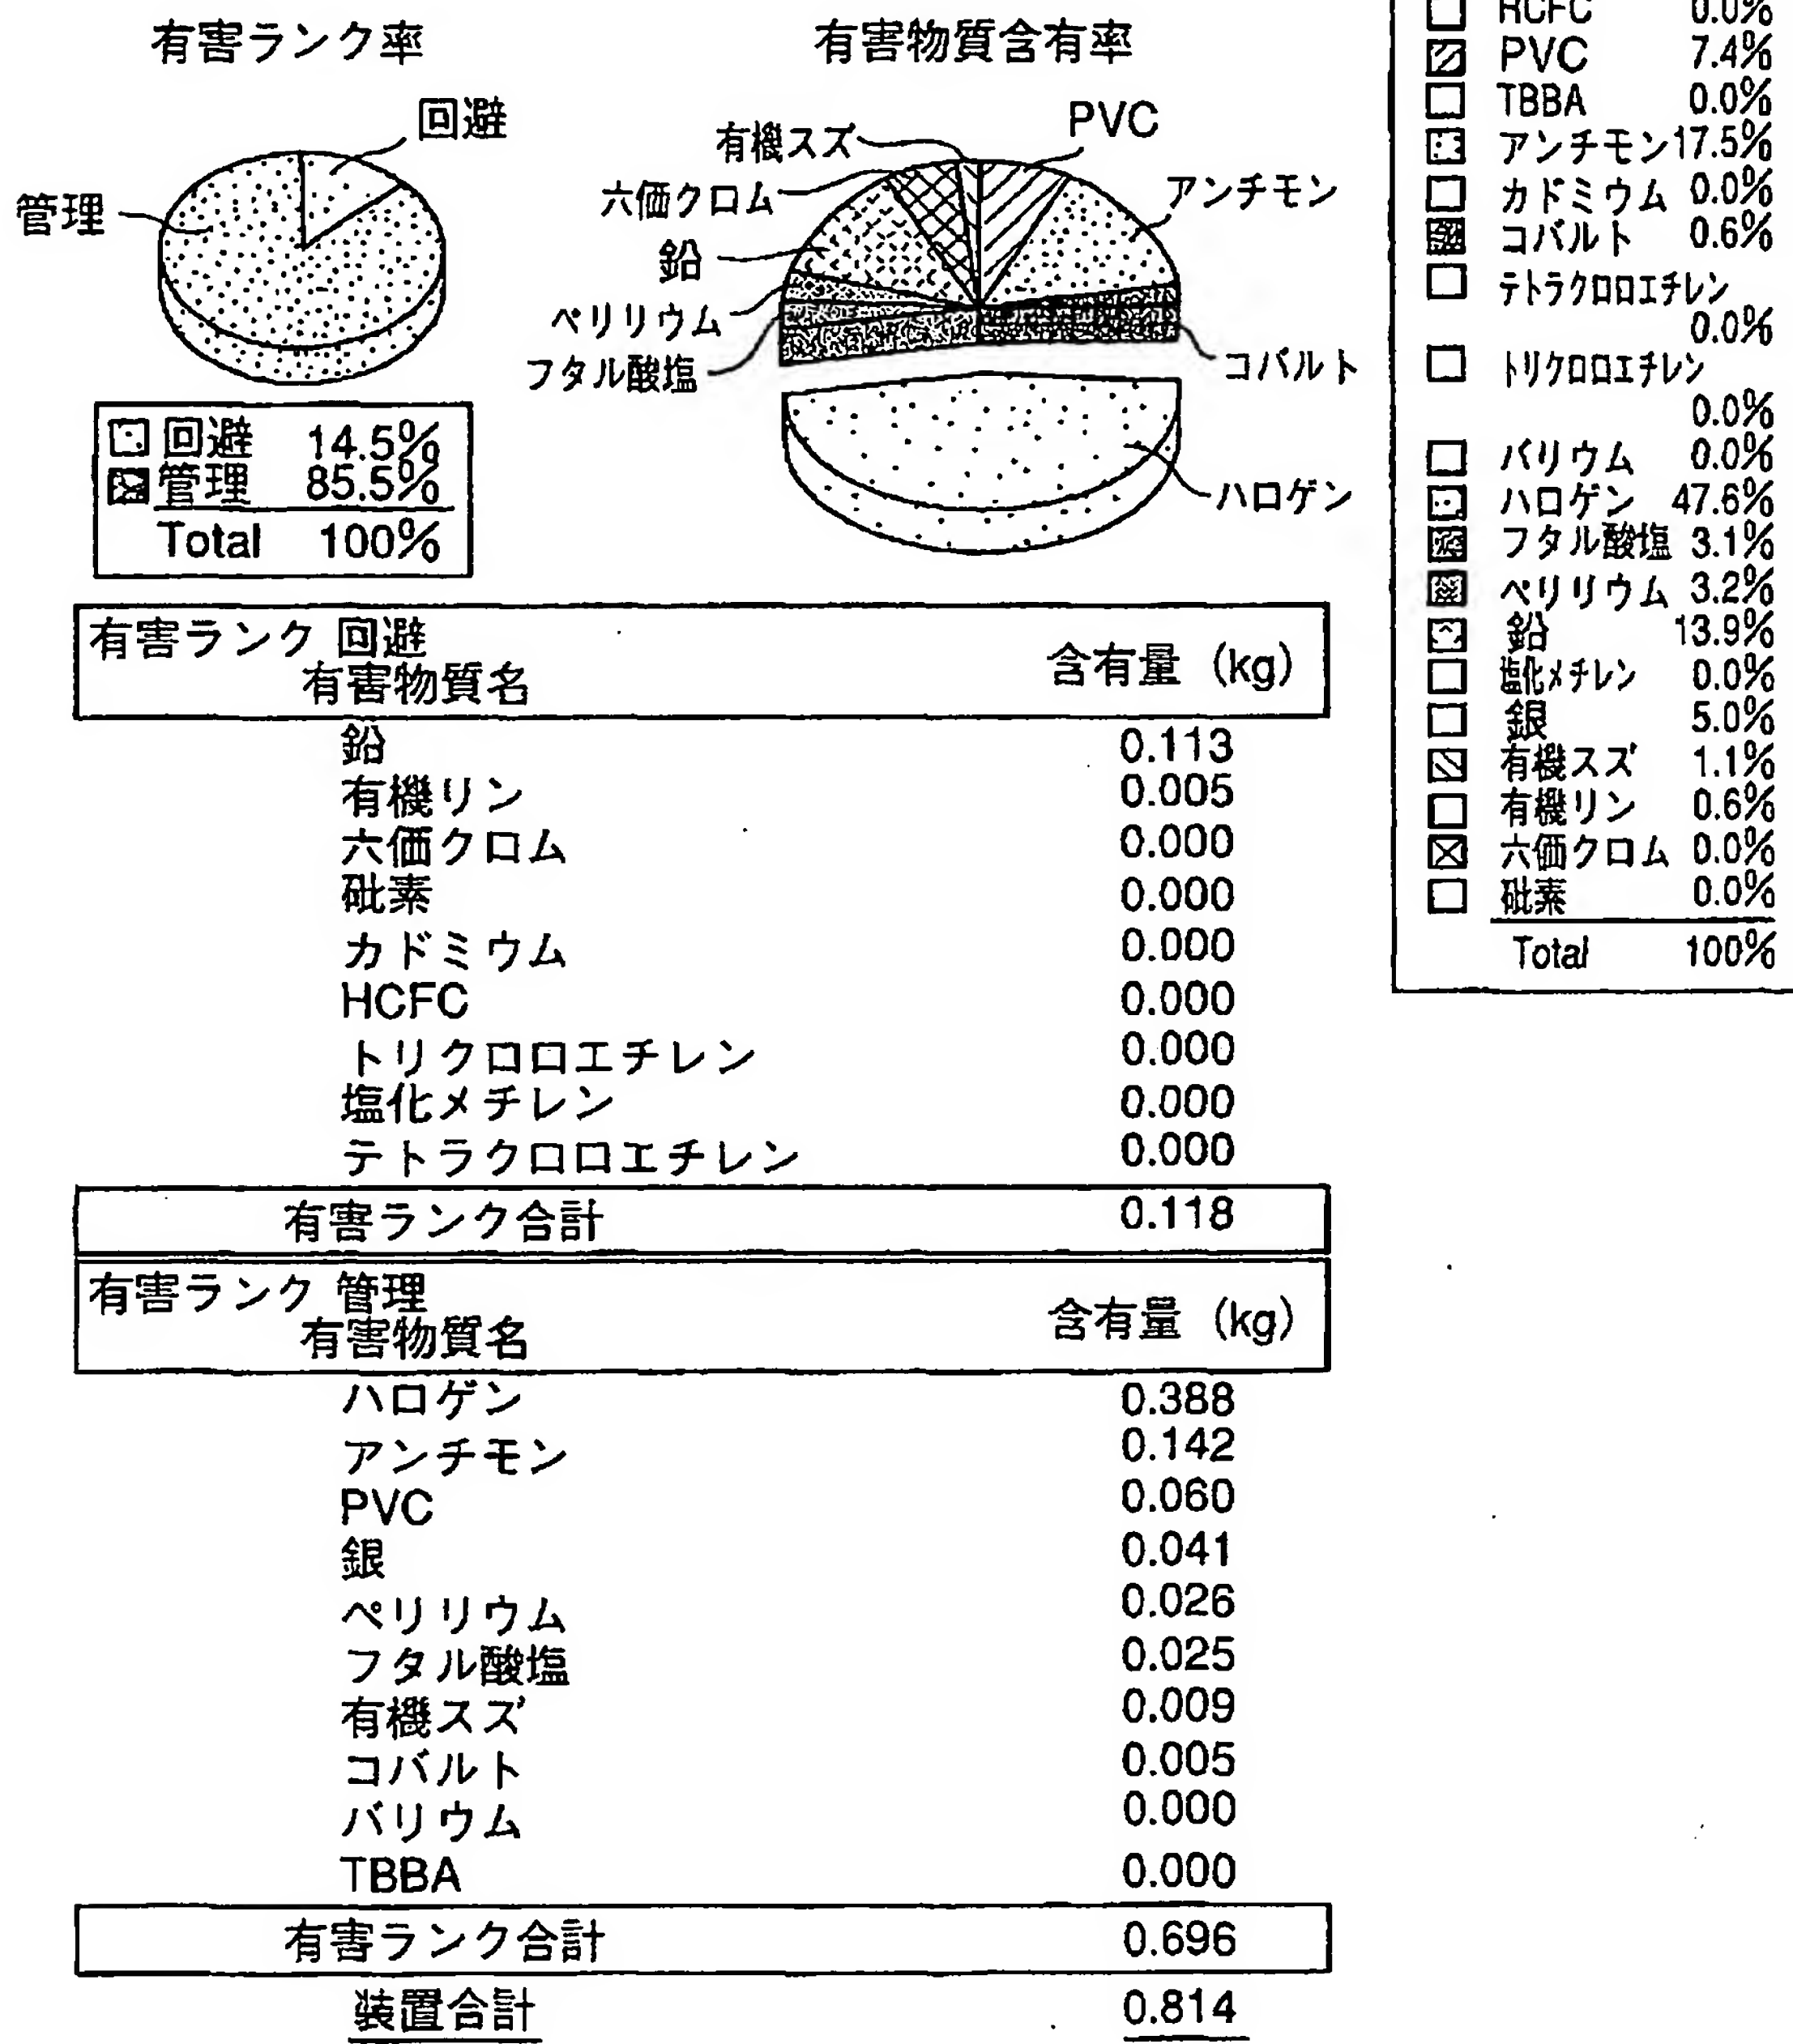 有害ランク率
回避
管理
回避 14.5%
管理 85.5%
Total 100%
有害物質含有率
有機スズ
PVC
六価クロム
アンチモン
鉛
ペリリウム
フタル酸塩
コバルト
ハロゲン
HCFC 0.0%
PVC 7.4%
TBBA 0.0%
アンチモン 17.5%
カドミウム 0.0%
コバルト 0.6%
テトラクロロエチレン
0.0%
トリクロロエチレン
0.0%
バリウム 0.0%
ハロゲン 47.6%
フタル酸塩 3.1%
ペリリウム 3.2%
鉛 13.9%
塩化メチレン 0.0%
銀 5.0%
有機スズ 1.1%
有機リン 0.6%
六価クロム 0.0%
砒素 0.0%
Total 100%
有害ランク 回避
有害物質名 含有量 (kg)
鉛 0.113
有機リン 0.005
六価クロム 0.000
砒素 0.000
カドミウム 0.000
HCFC 0.000
トリクロロエチレン 0.000
塩化メチレン 0.000
テトラクロロエチレン 0.000
有害ランク合計 0.118
有害ランク 管理
有害物質名 含有量 (kg)
ハロゲン 0.388
アンチモン 0.142
PVC 0.060
銀 0.041
ペリリウム 0.026
フタル酸塩 0.025
有機スズ 0.009
コバルト 0.005
バリウム 0.000
TBBA 0.000
有害ランク合計 0.696
装置合計 0.814